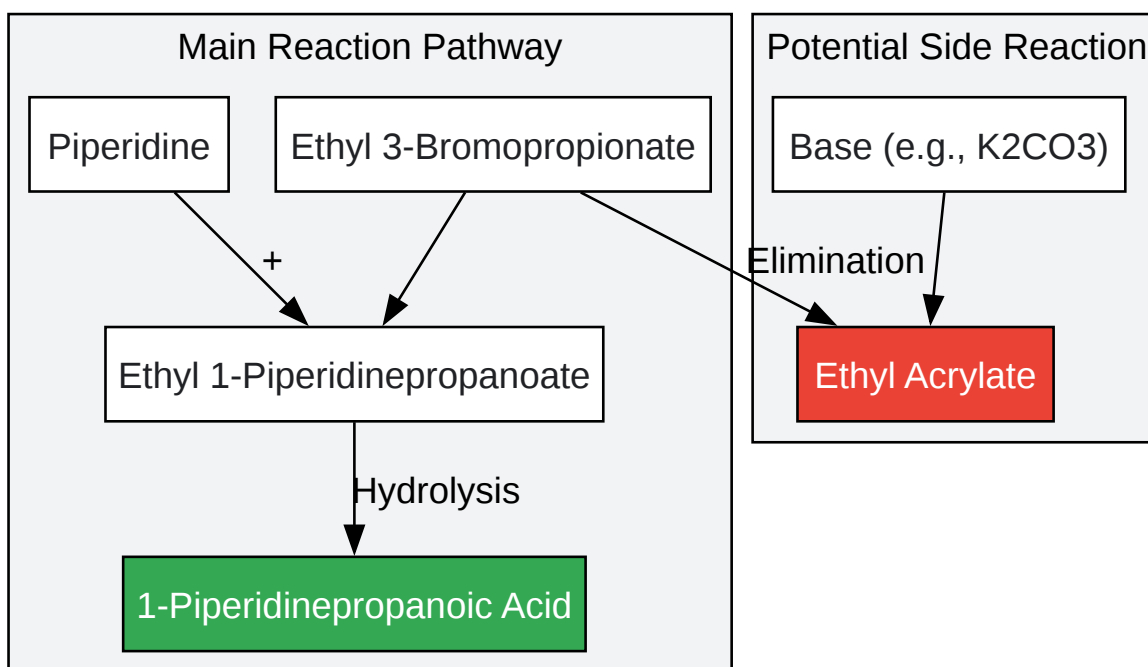 Main Reaction Pathway
Potential Side Reaction
Piperidine
Ethyl 3-Bromopropionate
Base (e.g., K2CO3)
+
Elimination
Ethyl 1-Piperidinepropanoate
Ethyl Acrylate
Hydrolysis
1-Piperidinepropanoic Acid